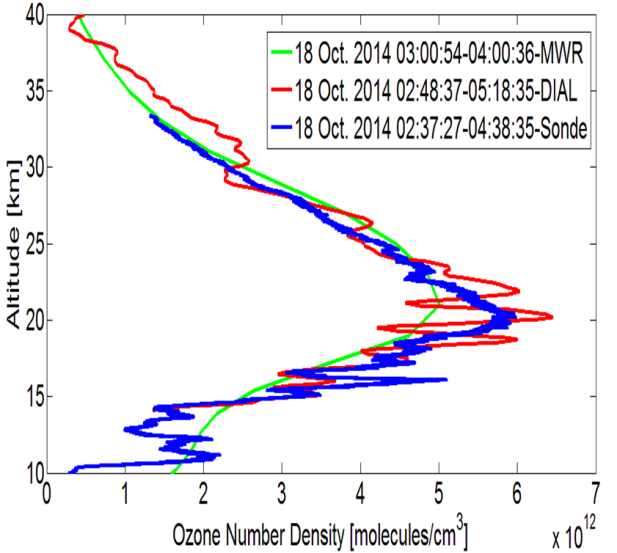 40
18 Oct. 2014 03:00:54-04:00:36-MWR
18 Oct. 2014 02:48:37-05:18:35-DIAL
18 Oct. 2014 02:37:27-04:38:35-Sonde
35
30
25
20
15
10
Altitude [km]
0 1 2 3 4 5 6 7
Ozone Number Density [molecules/cm³]
x 10¹²